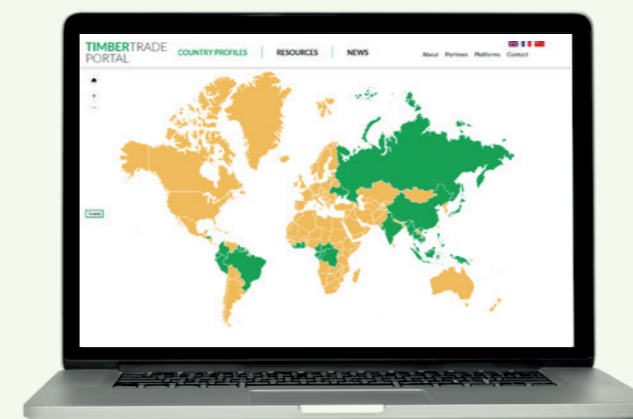 TIMBERTRADE
PORTAL
COUNTRY PROFILES
RESOURCES
NEWS
About Partners Platforms Contact
+
−